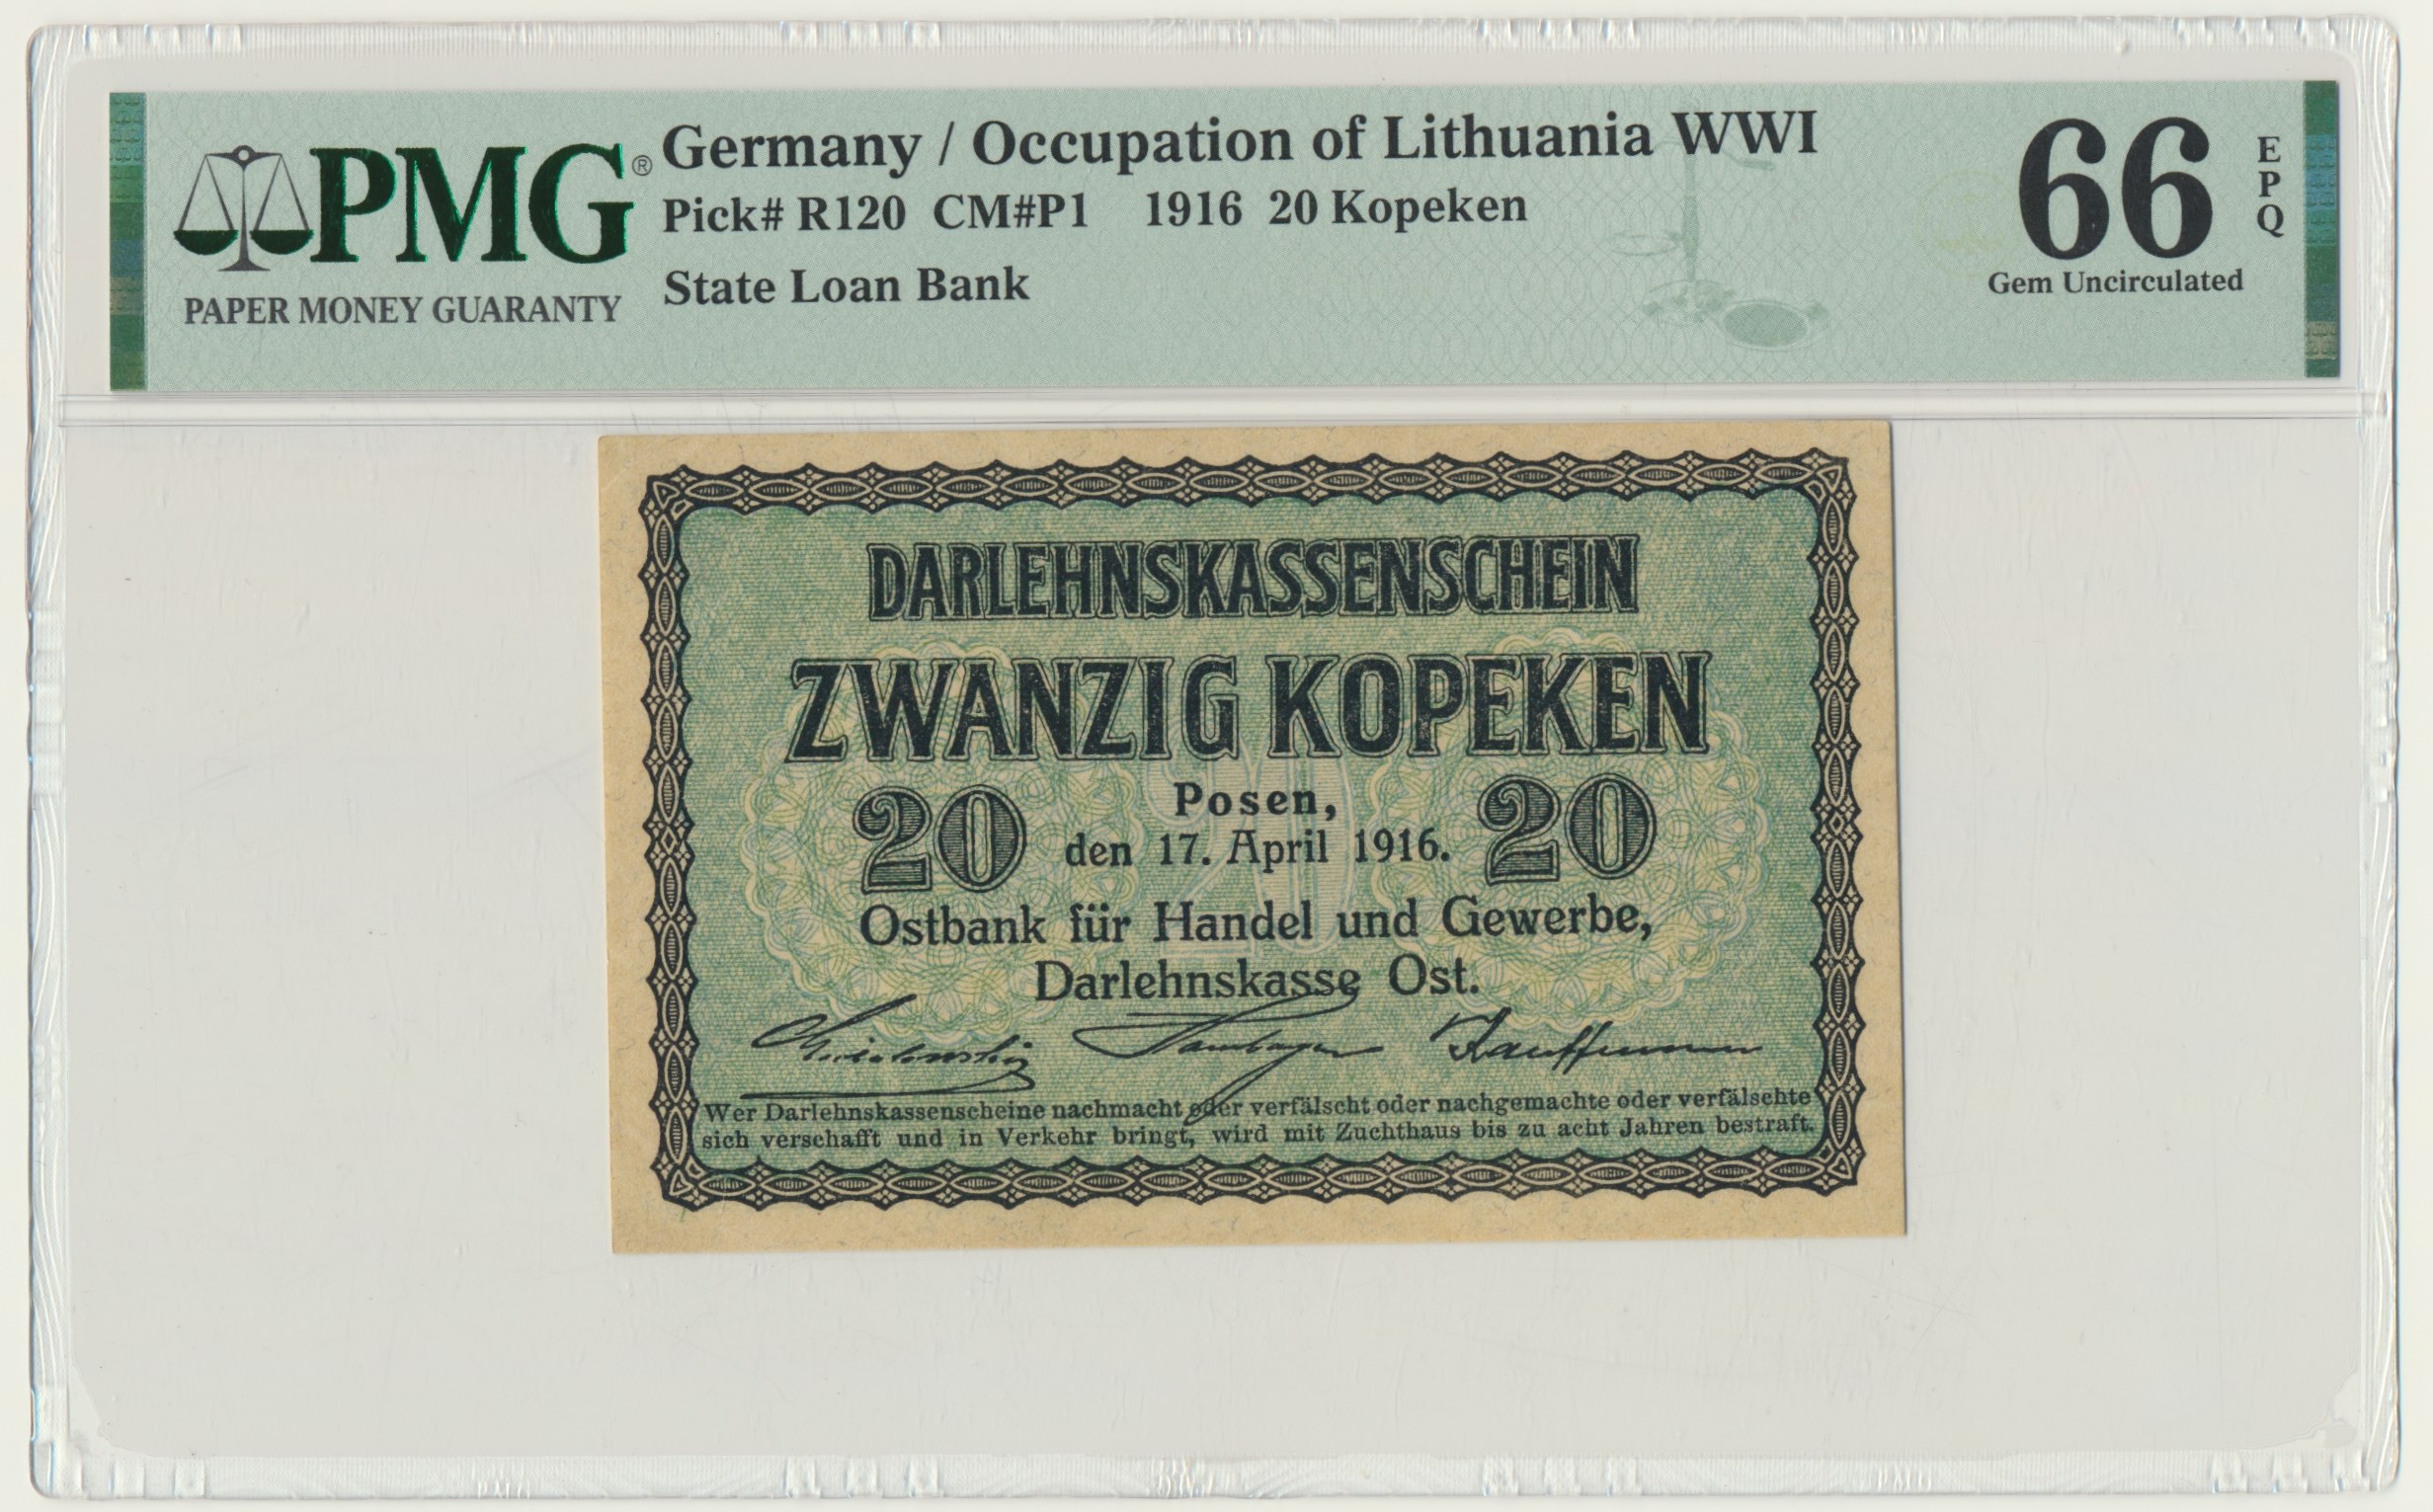 PMG®
PAPER MONEY GUARANTY
Germany / Occupation of Lithuania WWI
Pick# R120 CM#P1 1916 20 Kopeken
State Loan Bank
66
EPQ
Gem Uncirculated
DARLEHNSKASSENSCHEIN
ZWANZIG KOPEKEN
20 Posen, 20
den 17. April 1916.
Ostbank für Handel und Gewerbe,
Darlehnskasse Ost.
Kauffmann
Wer Darlehnskassenscheine nachmacht oder verfälscht oder nachgemachte oder verfälschte
sich verschafft und in Verkehr bringt, wird mit Zuchthaus bis zu acht Jahren bestraft.